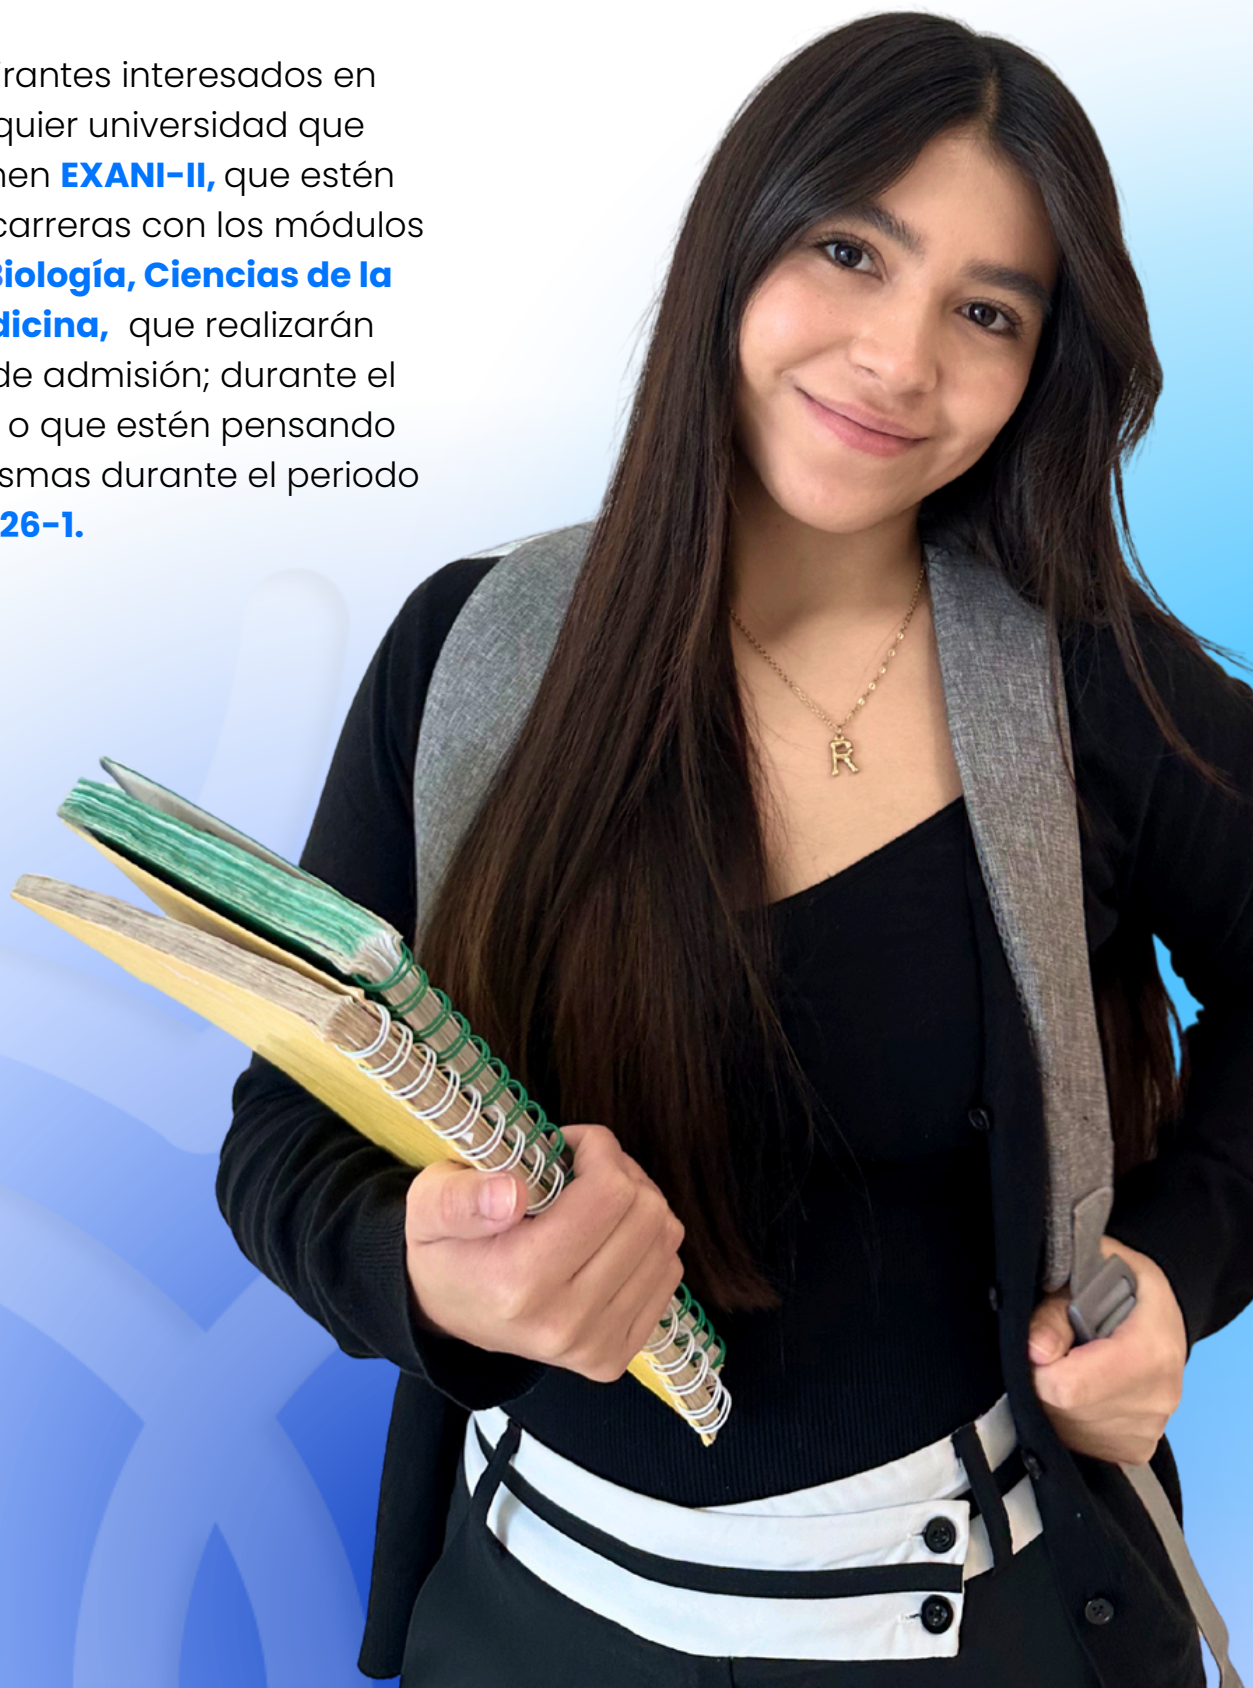 rantes interesados en
quier universidad que
nen EXANI-II, que estén
carreras con los módulos
Biología, Ciencias de la
dicina, que realizarán
de admisión; durante el
o que estén pensando
smas durante el periodo
26-1.
R